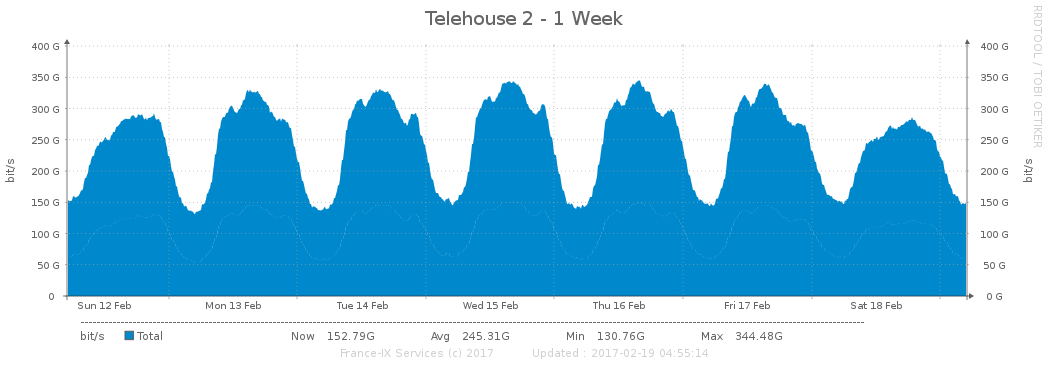 Telehouse 2 - 1 Week
RRDTOOL / TOBI OETIKER
400 G 400 G
350 G 350 G
300 G 300 G
250 G 250 G
200 G 200 G
150 G 150 G
100 G 100 G
50 G 50 G
0 0 G
bit/s bit/s
Sun 12 Feb Mon 13 Feb Tue 14 Feb Wed 15 Feb Thu 16 Feb Fri 17 Feb Sat 18 Feb
bit/s Total Now 152.79G Avg 245.31G Min 130.76G Max 344.48G
France-IX Services (c) 2017 Updated : 2017-02-19 04:55:14